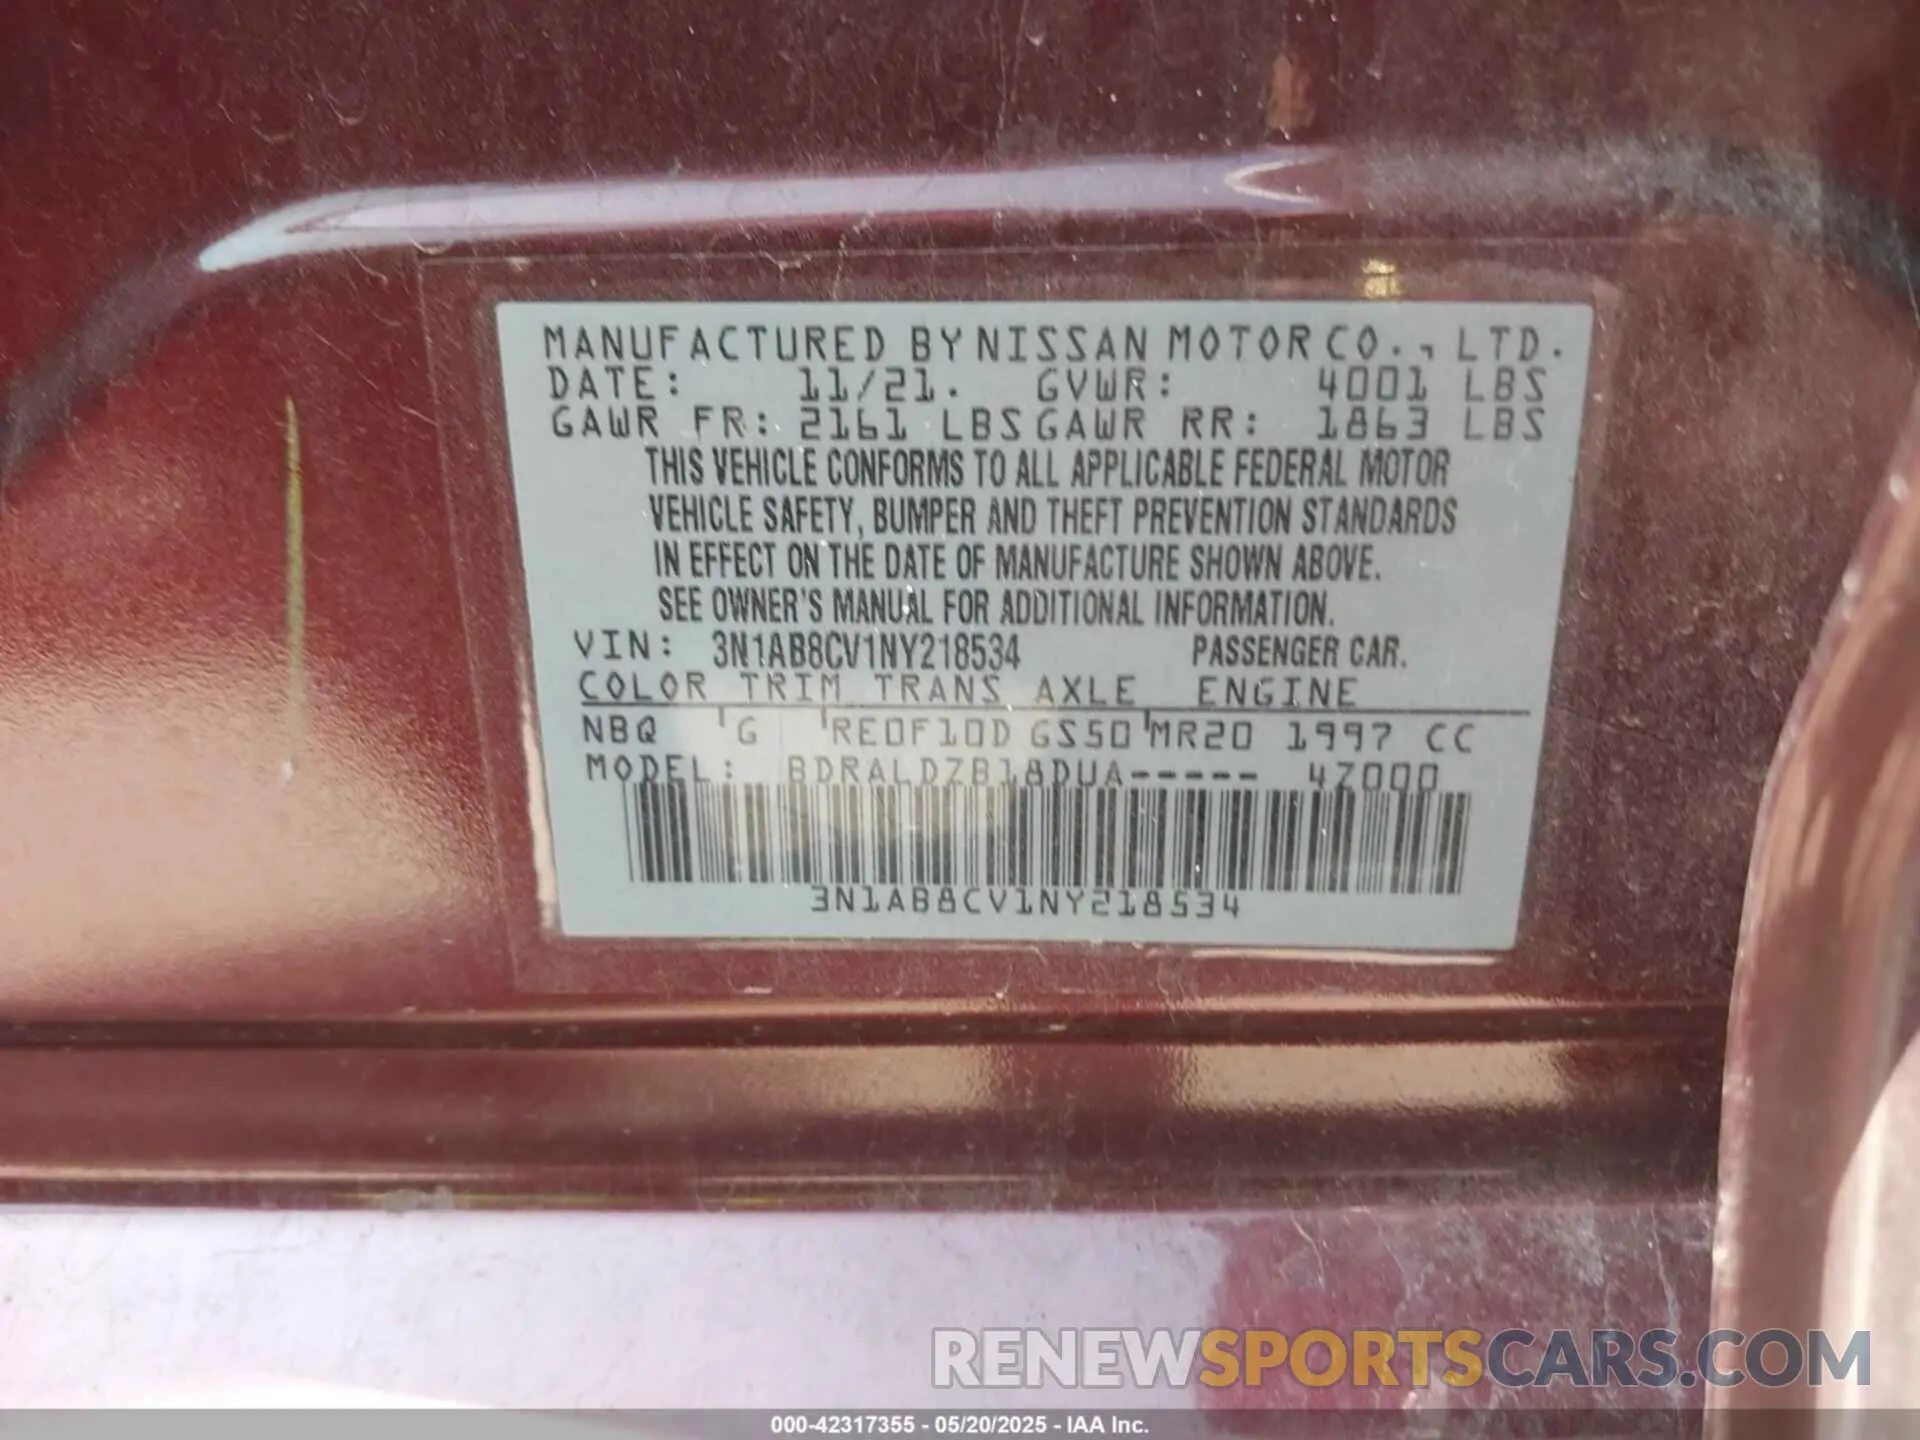 MANUFACTURED BY NISSAN MOTOR CO., LTD.
DATE: 11/21. GVWR: 4001 LBS
GAWR FR: 2161 LBS GAWR RR: 1863 LBS
THIS VEHICLE CONFORMS TO ALL APPLICABLE FEDERAL MOTOR
VEHICLE SAFETY, BUMPER AND THEFT PREVENTION STANDARDS
IN EFFECT ON THE DATE OF MANUFACTURE SHOWN ABOVE.
SEE OWNER'S MANUAL FOR ADDITIONAL INFORMATION.
VIN: 3N1AB8CV1NY218534 PASSENGER CAR.
COLOR TRIM TRANS AXLE ENGINE
NBQ G RE0F10D GS50 MR20 1997 CC
MODEL: BDRALDZB18DUA----- 4Z000
3N1AB8CV1NY218534
RENEWSPORTSCARS.COM
000-42317355 - 05/20/2025 - IAA Inc.